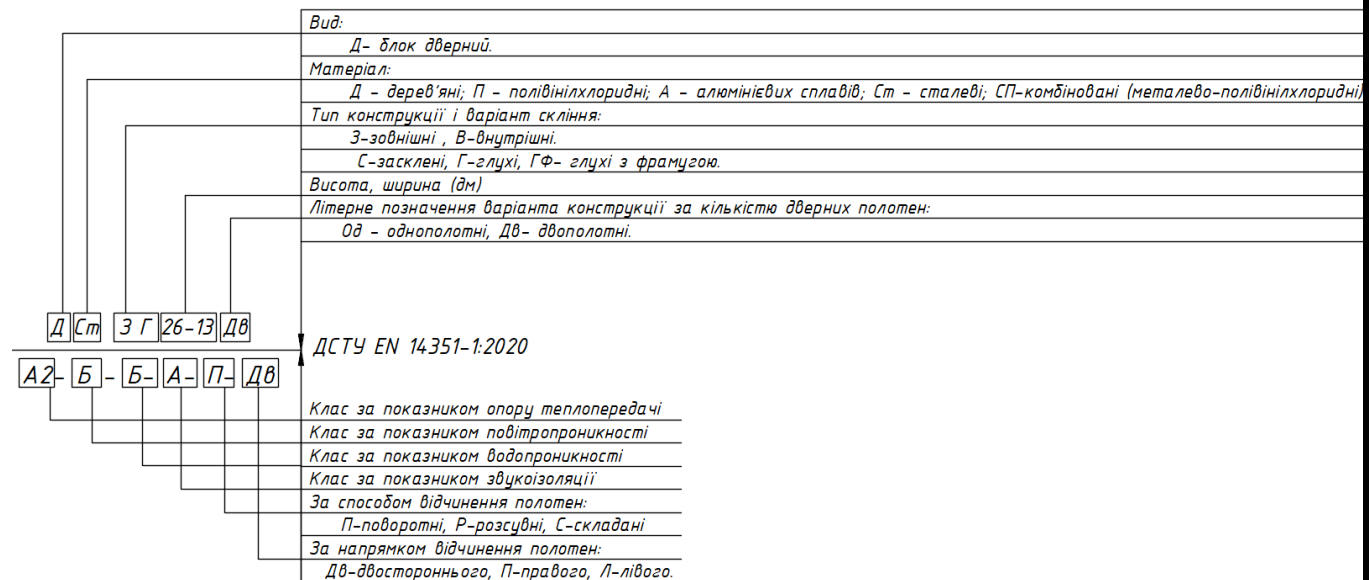 Вид:
Д- блок дверний.
Матеріал:
Д - дерев'яні; П - полівінілхлоридні; А - алюмінієвих сплавів; Ст - сталеві; СП-комбіновані (металево-полівінілхлоридні)
Тип конструкції і варіант скління:
З-зовнішні , В-внутрішні.
С-засклені, Г-глухі, ГФ- глухі з фрамугою.
Висота, ширина (дм)
Літерне позначення варіанта конструкції за кількістю дверних полотен:
Од - однополотні, Дв- двополотні.
Д Ст З Г 26-13 Дв
ДСТУ EN 14351-1:2020
А2- Б - Б- А- П- Дв
Клас за показником опору теплопередачі
Клас за показником повітропроникності
Клас за показником водопроникності
Клас за показником звукоізоляції
За способом відчинення полотен:
П-поворотні, Р-розсувні, С-складані
За напрямком відчинення полотен:
Дв-двостороннього, П-правого, Л-лівого.